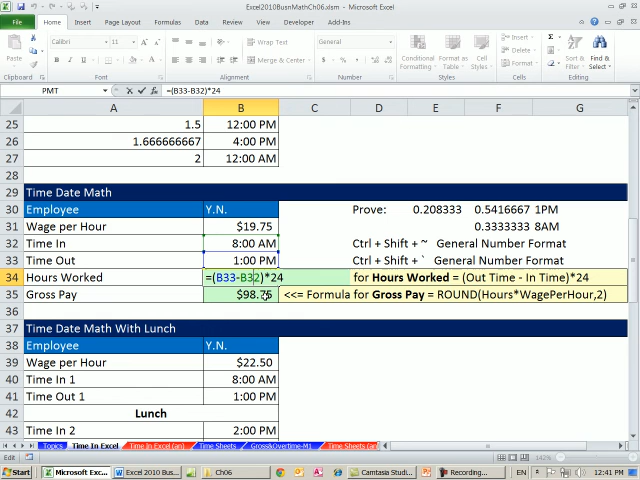 Excel2010BusnMathCh06.xlsm - Microsoft Excel
File Home Insert Page Layout Formulas Data Review View Developer Add-Ins
Paste Calibri 11 Wrap Text General Conditional Formatting Format as Table Cell Styles Insert Sort & Filter Find & Select
Merge & Center Delete
Format
Clipboard Font Alignment Number Styles Cells Editing
PMT =(B33-B32)*24
A B C D E F G
25 1.5 12:00 PM
26 1.666666667 4:00 PM
27 2 12:00 AM
28
29 Time Date Math
30 Employee Y.N. Prove: 0.208333 0.5416667 1PM
31 Wage per Hour $19.75 0.3333333 8AM
32 Time In 8:00 AM Ctrl + Shift + ~ General Number Format
33 Time Out 1:00 PM Ctrl + Shift + ` General Number Format
34 Hours Worked =(B33-B32)*24 for Hours Worked = (Out Time - In Time)*24
35 Gross Pay $98.75 <<= Formula for Gross Pay = ROUND(Hours*WagePerHour,2)
36
37 Time Date Math With Lunch
38 Employee Y.N.
39 Wage per Hour $22.50
40 Time In 1 8:00 AM
41 Time Out 1 1:00 PM
42 Lunch
43 Time In 2 2:00 PM
Topics Time In Excel Time In Excel (an) Time Sheets Gross&Overtime-M1 Time Sheets (an)
Edit 142%
Start Microsoft Exc... Word Excel 2010 Bus... Ch06 Camtasia Studi... Recording... EN 12:41 PM